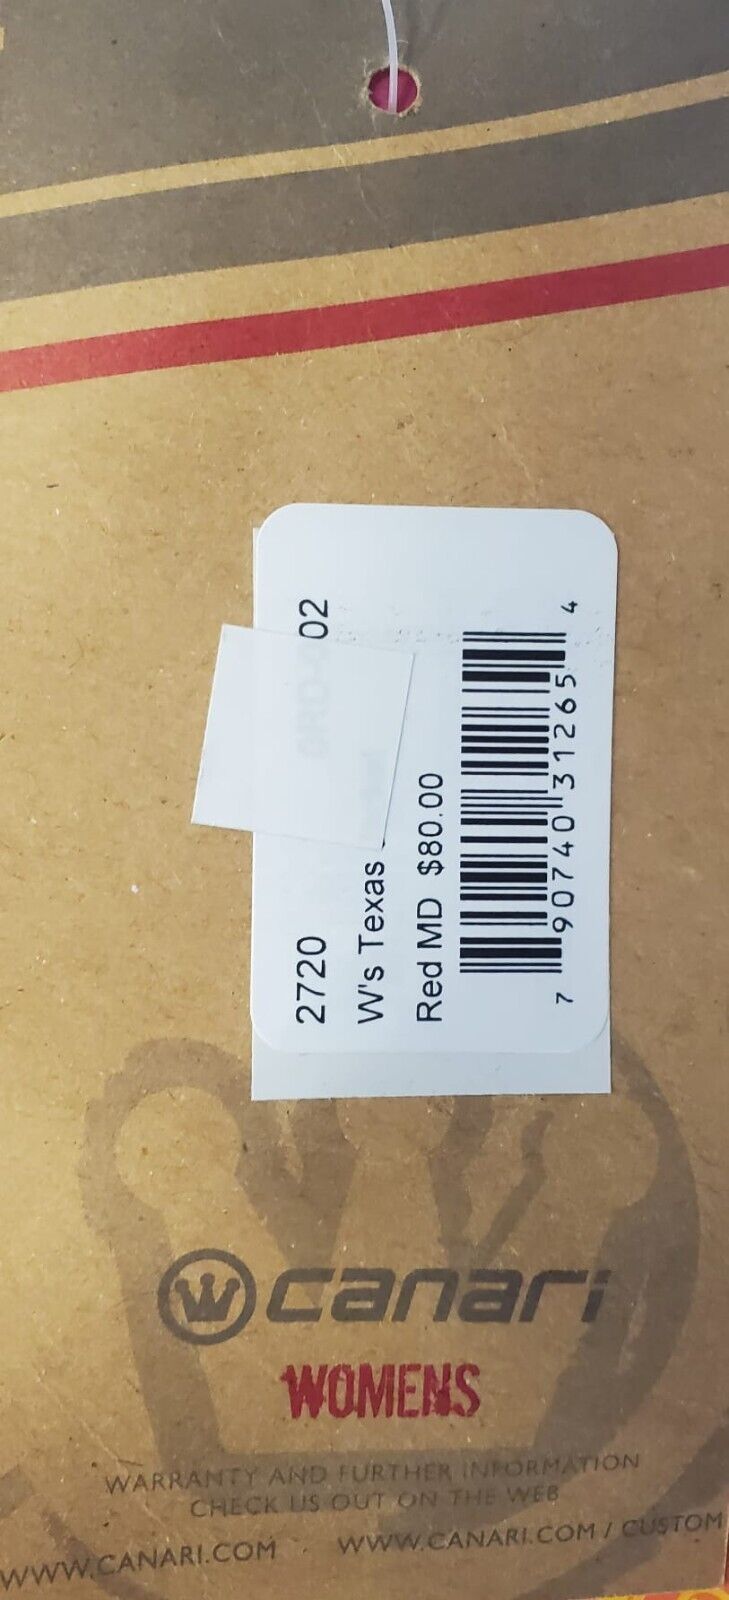 2720 02
W's Texas
Red MD $80.00
7 90740 31265 4
canari
WOMENS
WARRANTY AND FURTHER INFORMATION
CHECK US OUT ON THE WEB
WWW.CANARI.COM WWW.CANARI.COM / CUSTOM